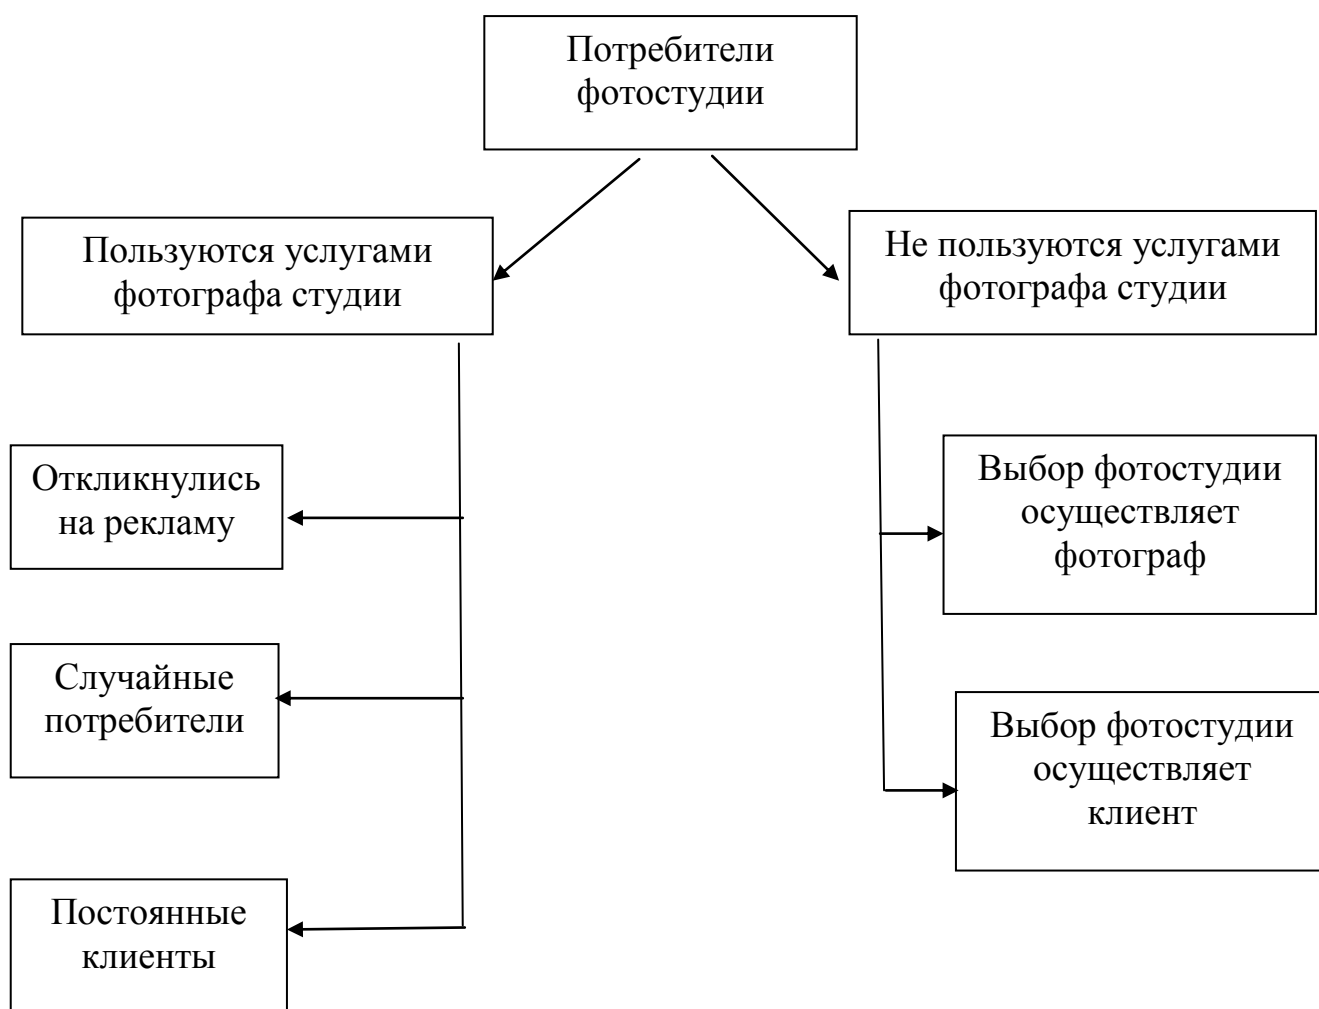 Потребители
фотостудии
Пользуются услугами
фотографа студии
Не пользуются услугами
фотографа студии
Откликнулись
на рекламу
Случайные
потребители
Постоянные
клиенты
Выбор фотостудии
осуществляет
фотограф
Выбор фотостудии
осуществляет
клиент